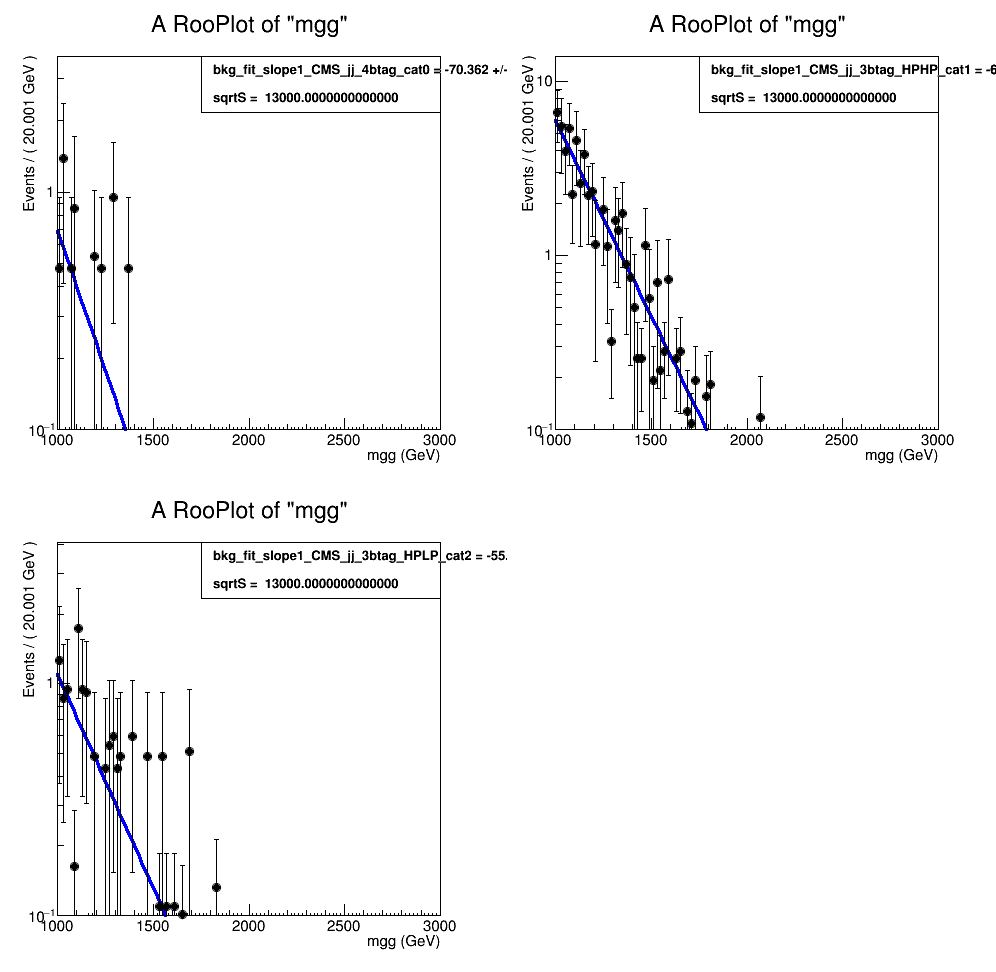 A RooPlot of "mgg"
bkg_fit_slope1_CMS_jj_4btag_cat0 = -70.362 +/-
sqrtS = 13000.0000000000000
Events / ( 20.001 GeV )
1
10⁻¹
1000 1500 2000 2500 3000
mgg (GeV)
A RooPlot of "mgg"
bkg_fit_slope1_CMS_jj_3btag_HPHP_cat1 = -6
sqrtS = 13000.0000000000000
Events / ( 20.001 GeV )
10
1
10⁻¹
1000 1500 2000 2500 3000
mgg (GeV)
A RooPlot of "mgg"
bkg_fit_slope1_CMS_jj_3btag_HPLP_cat2 = -55.
sqrtS = 13000.0000000000000
Events / ( 20.001 GeV )
1
10⁻¹
1000 1500 2000 2500 3000
mgg (GeV)